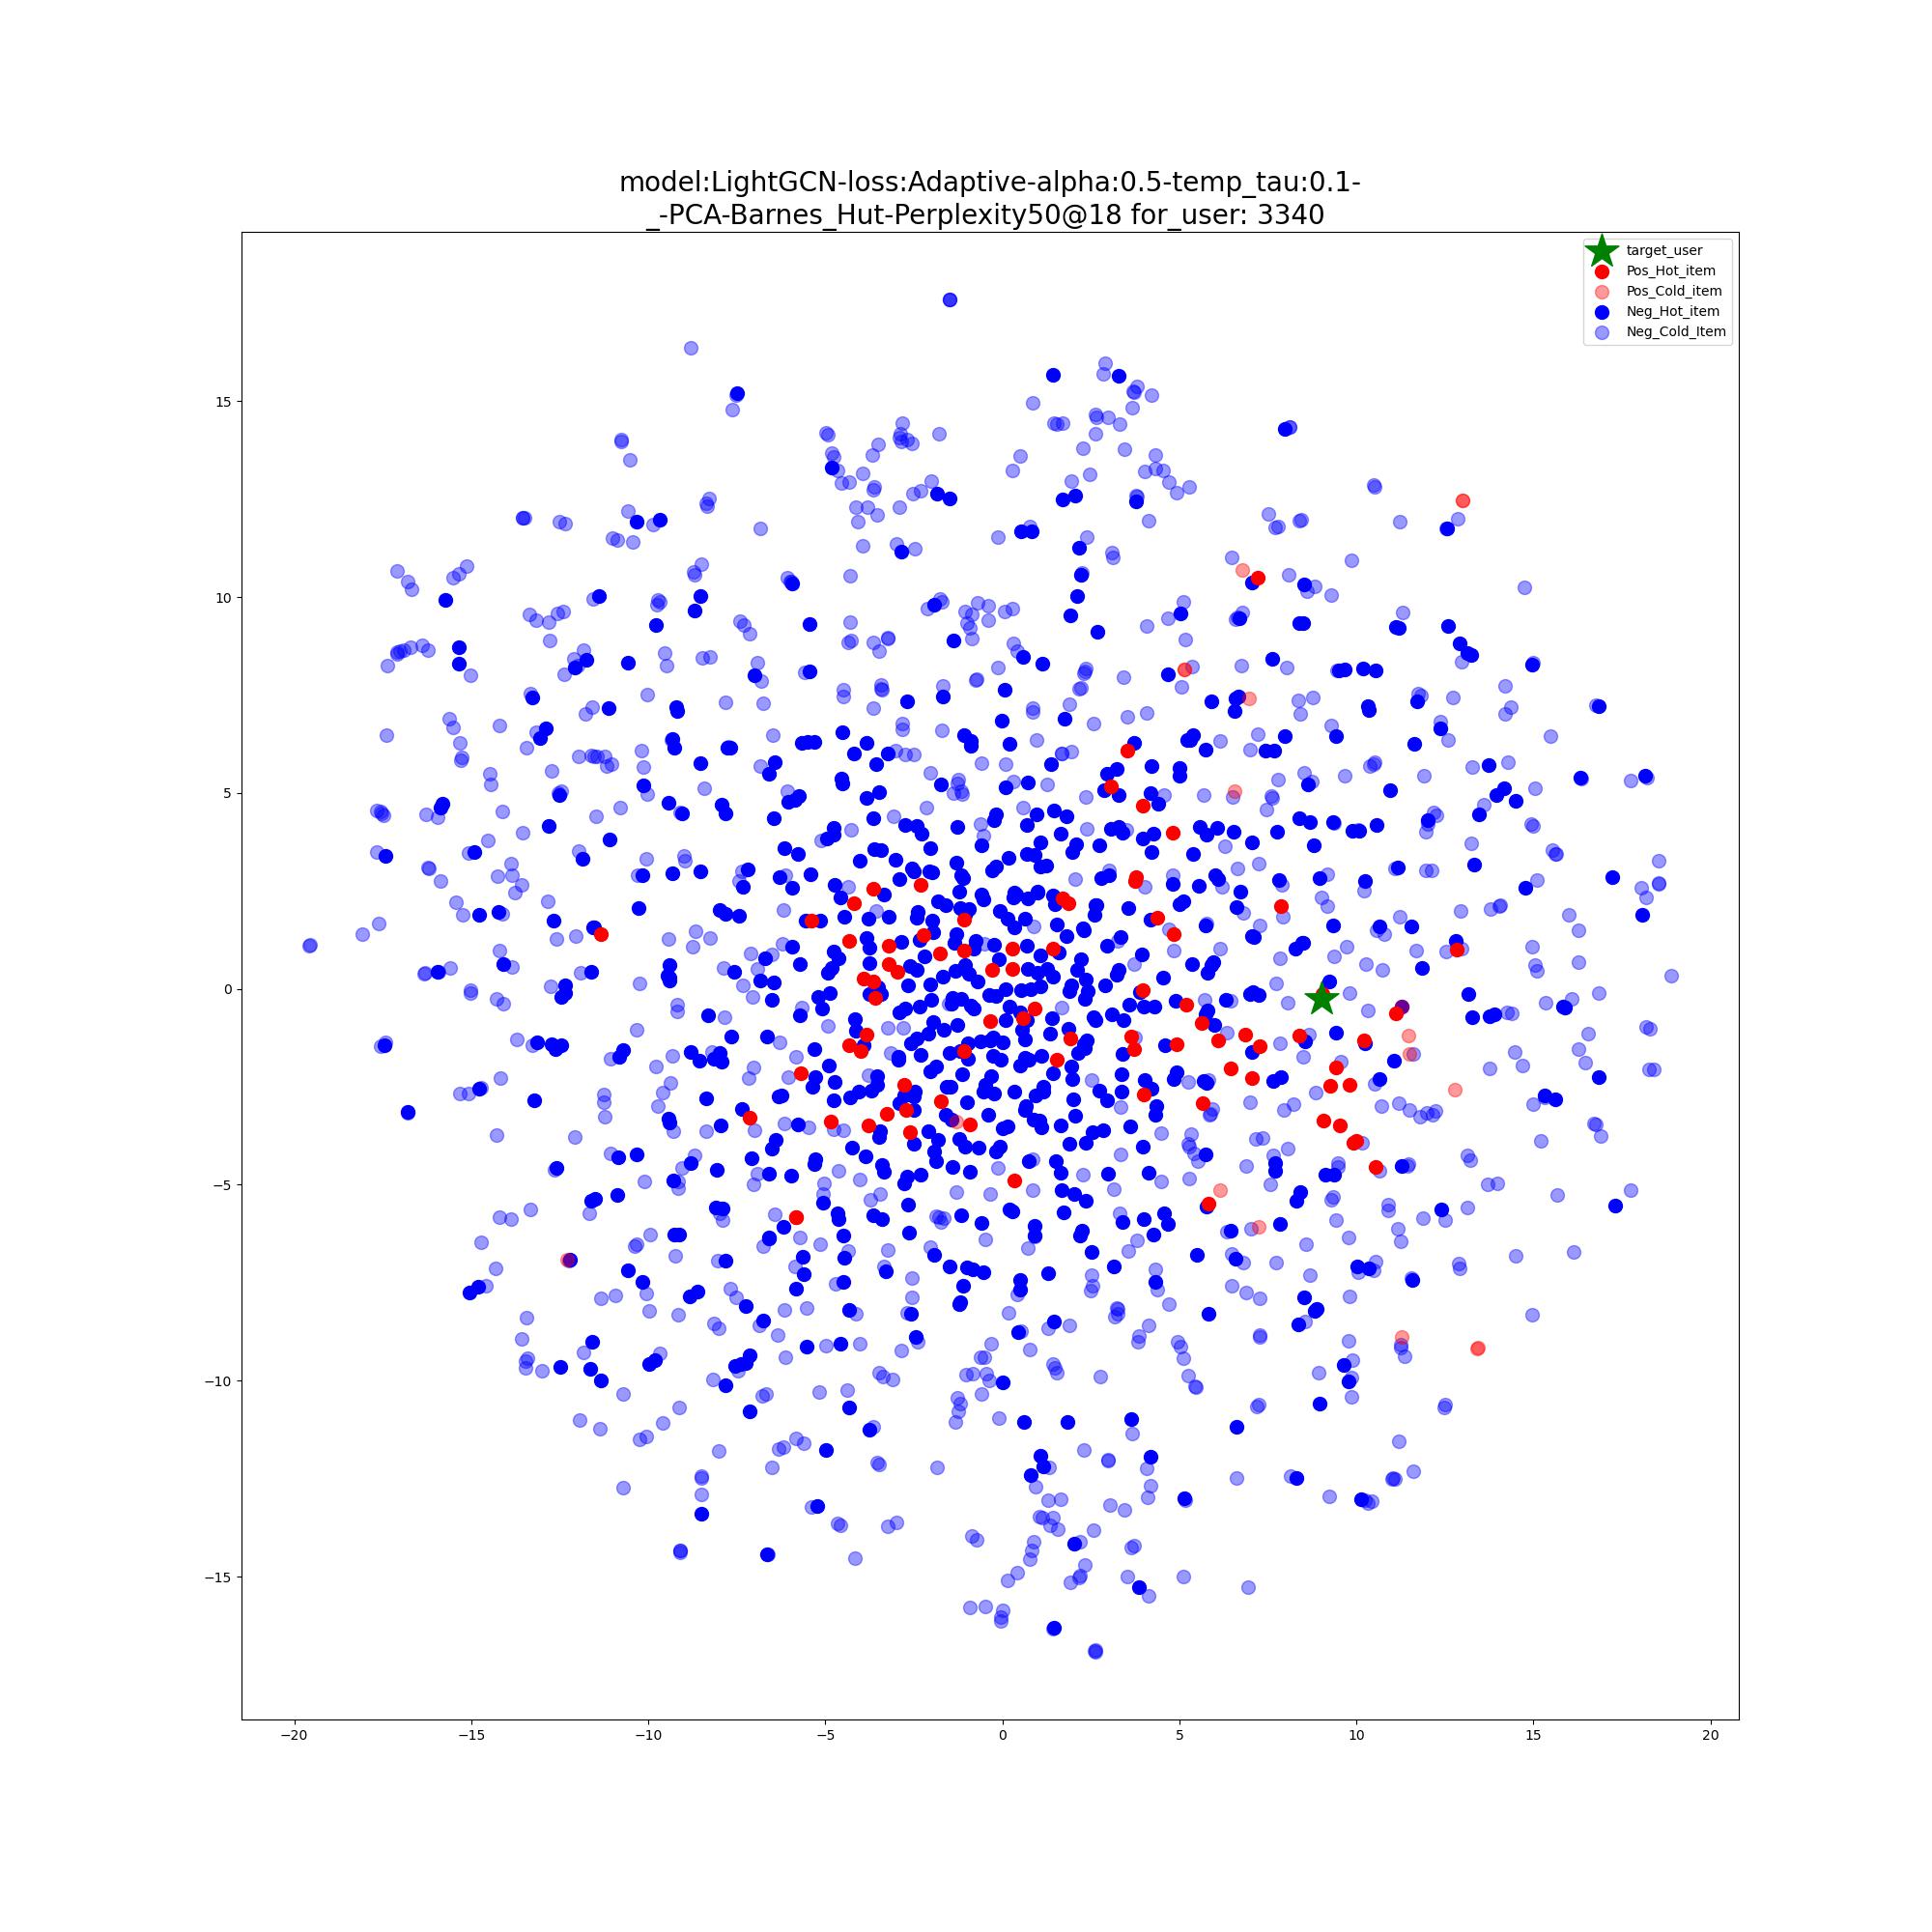 model:LightGCN-loss:Adaptive-alpha:0.5-temp_tau:0.1-
_-PCA-Barnes_Hut-Perplexity50@18 for_user: 3340
target_user
Pos_Hot_item
Pos_Cold_item
Neg_Hot_item
Neg_Cold_Item
15
10
5
0
−5
−10
−15
−20 −15 −10 −5 0 5 10 15 20